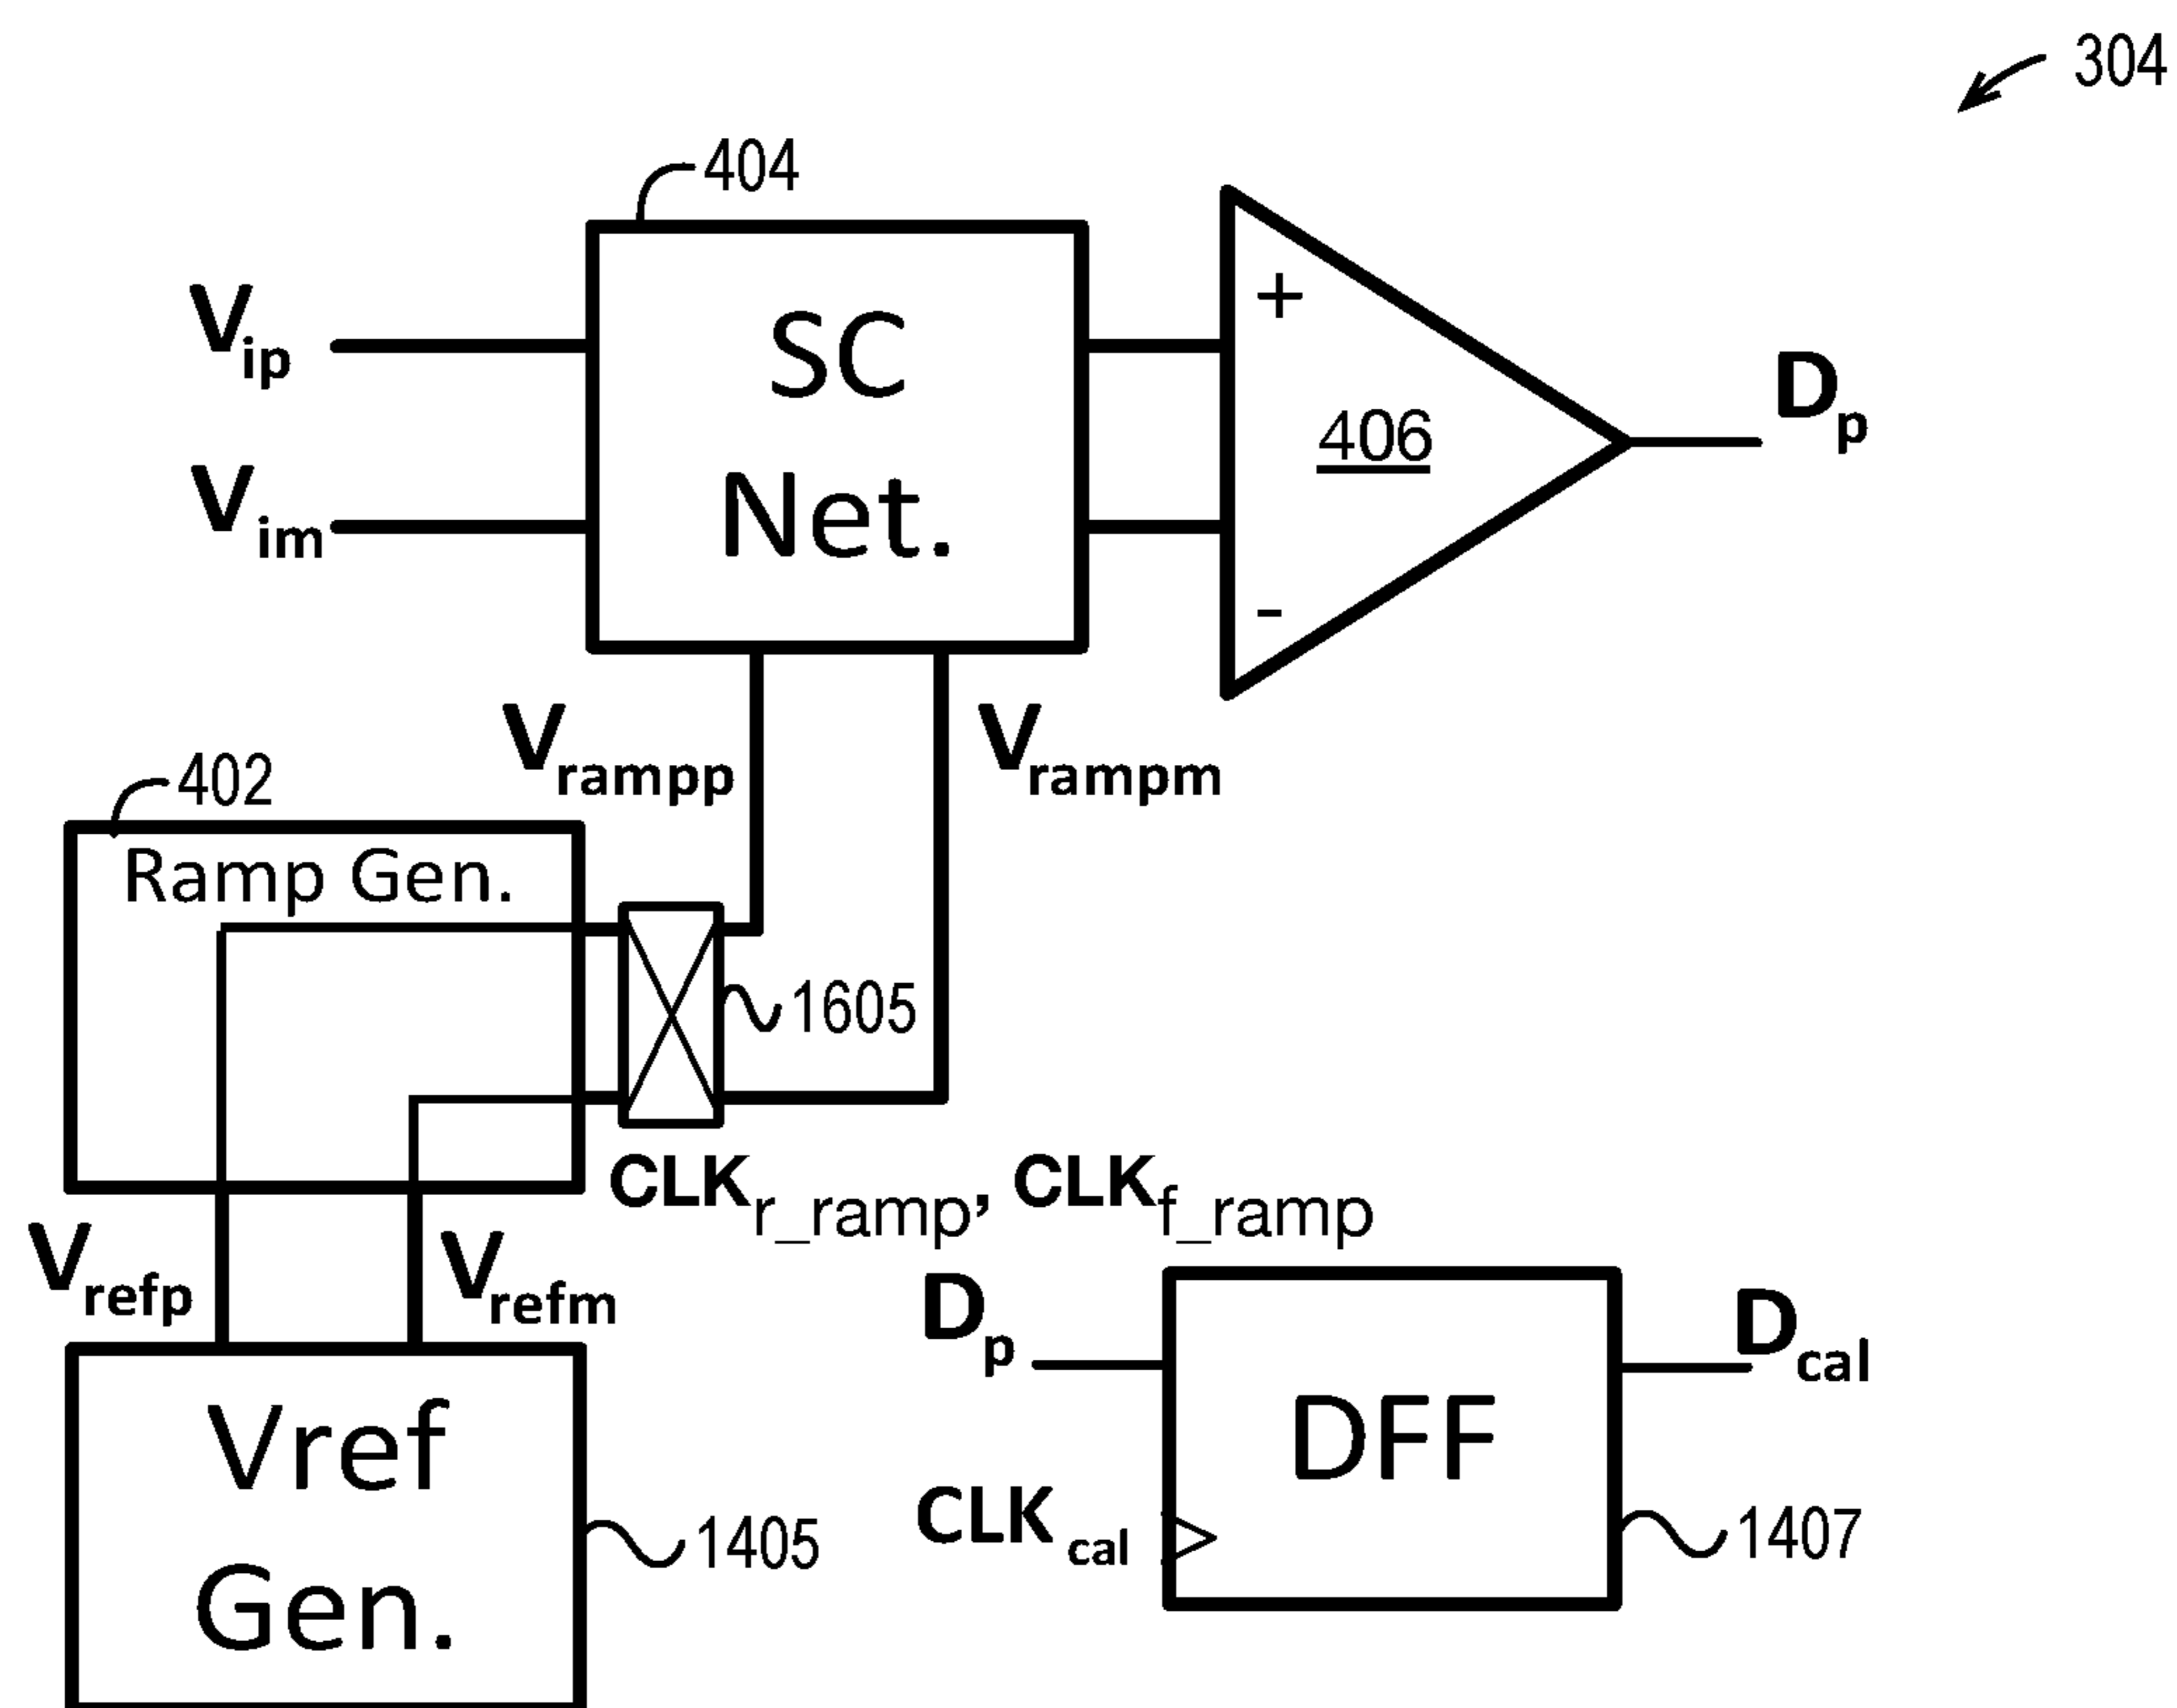 304
404
V_ip
SC
Net.
V_im
+
406
-
D_p
V_rampp
V_rampm
402
Ramp Gen.
1605
CLK_r_ramp, CLK_f_ramp
V_refp
V_refm
Vref
Gen.
1405
D_p
CLK_cal
DFF
D_cal
1407